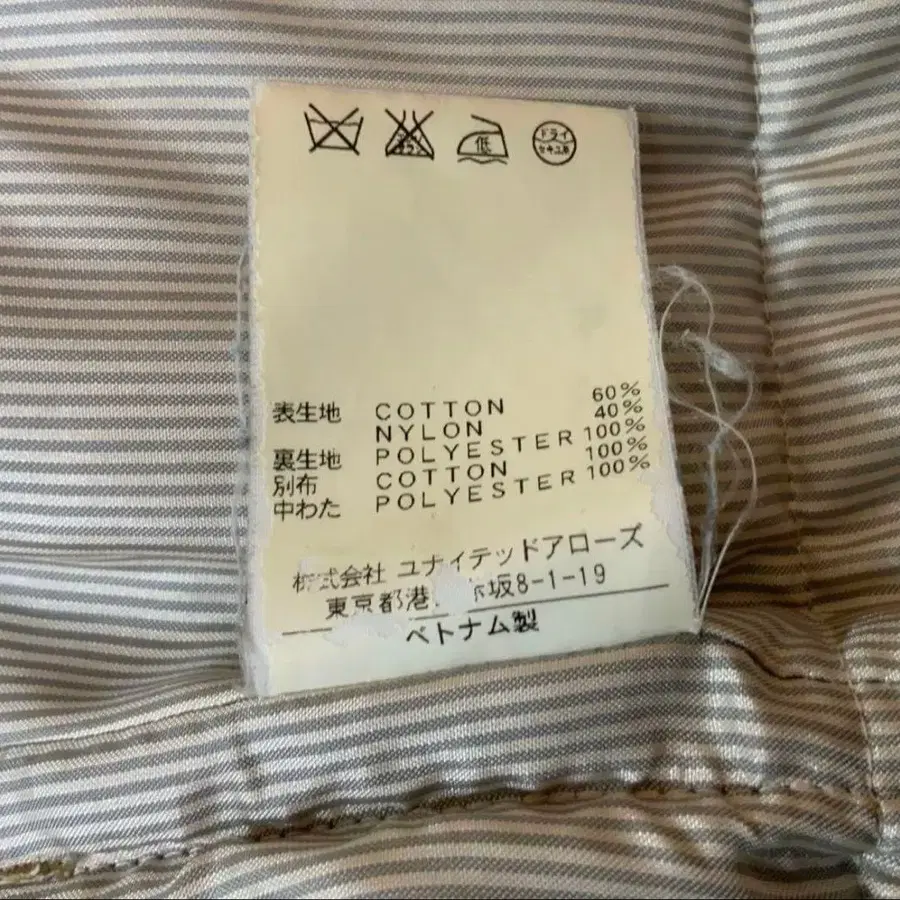 低 ドライ セキユ系
表生地 COTTON 60%
NYLON 40%
裏生地 POLYESTER 100%
別布 COTTON 100%
中わた POLYESTER 100%
会社 ユナイテッドアローズ
東京都港 坂8-1-19
ベトナム製